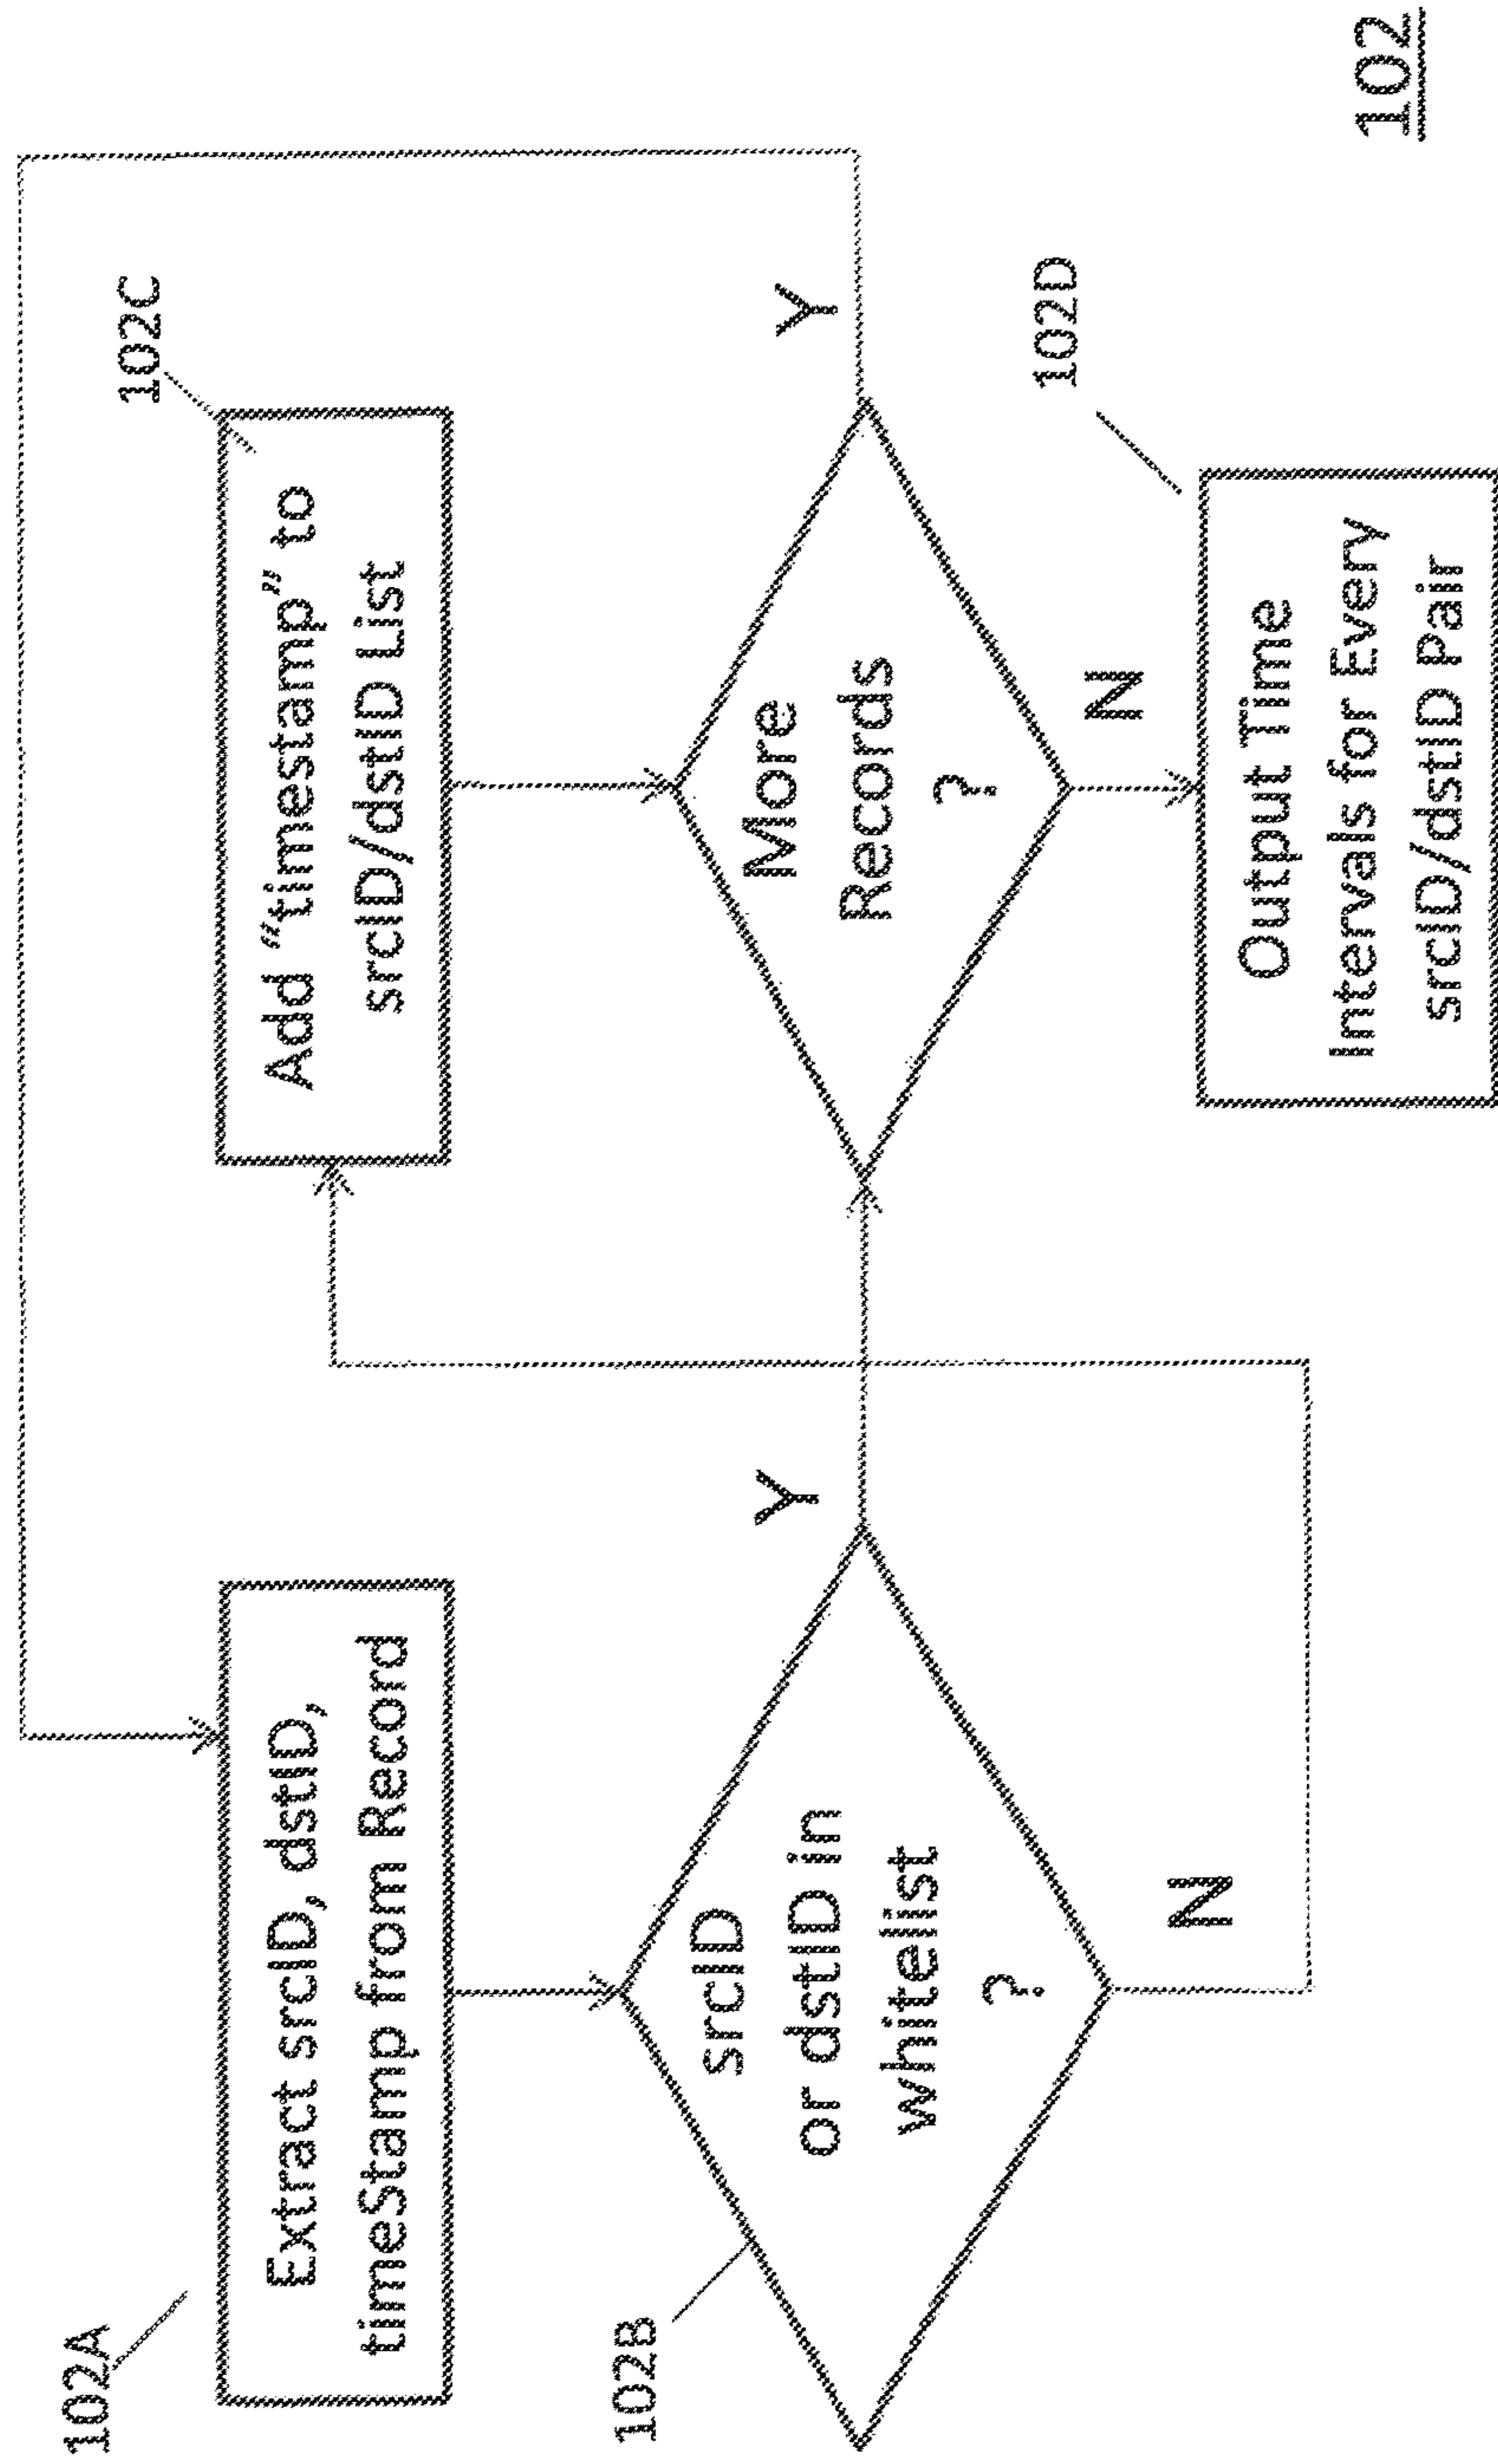 102A
Extract srcID, dstID,
timeStamp from Record
102B
srcID
or dstID in
whitelist
?
Y
N
102C
Add “timestamp” to
srcID/dstID List
More
Records
?
Y
N
102D
Output Time
Intervals for Every
srcID/dstID Pair
102